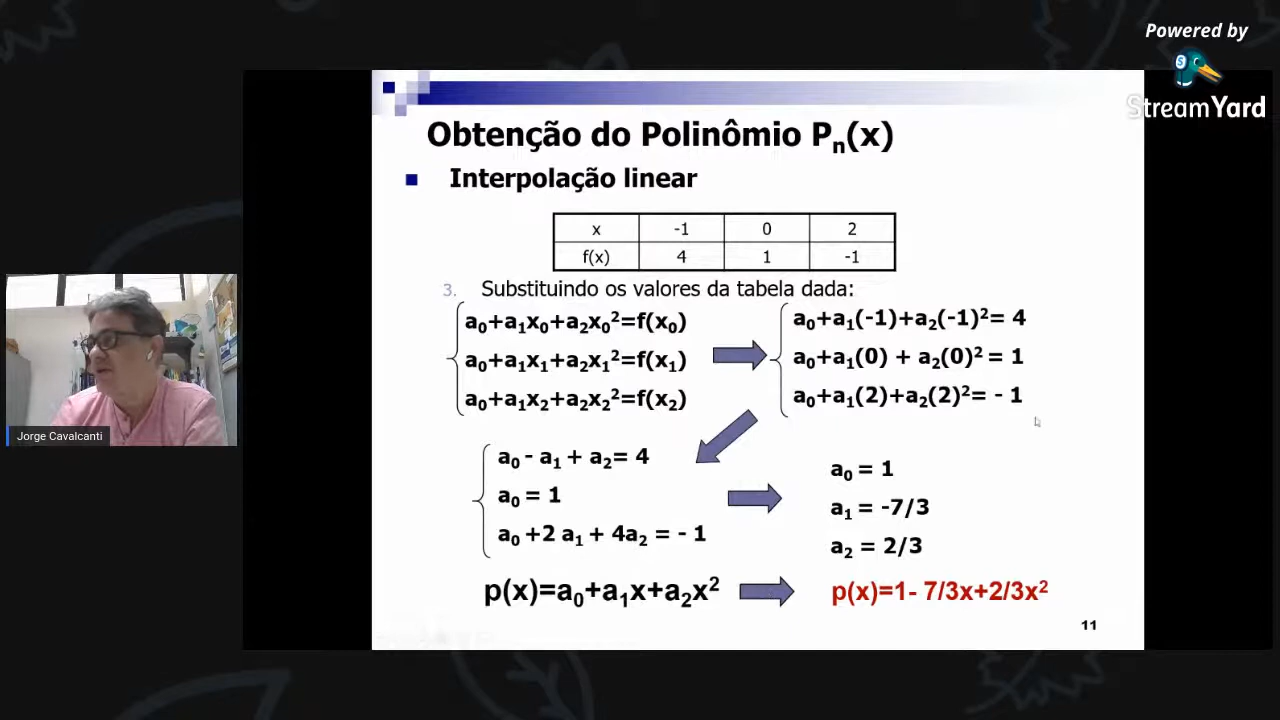 Powered by
StreamYard
Obtenção do Polinômio Pₙ(x)
Interpolação linear
x -1 0 2
f(x) 4 1 -1
3. Substituindo os valores da tabela dada:
a₀+a₁x₀+a₂x₀²=f(x₀)
a₀+a₁x₁+a₂x₁²=f(x₁)
a₀+a₁x₂+a₂x₂²=f(x₂)
a₀+a₁(-1)+a₂(-1)²= 4
a₀+a₁(0) + a₂(0)² = 1
a₀+a₁(2)+a₂(2)²= - 1
a₀ - a₁ + a₂= 4
a₀ = 1
a₀ +2 a₁ + 4a₂ = - 1
a₀ = 1
a₁ = -7/3
a₂ = 2/3
p(x)=a₀+a₁x+a₂x²
p(x)=1- 7/3x+2/3x²
11
Jorge Cavalcanti